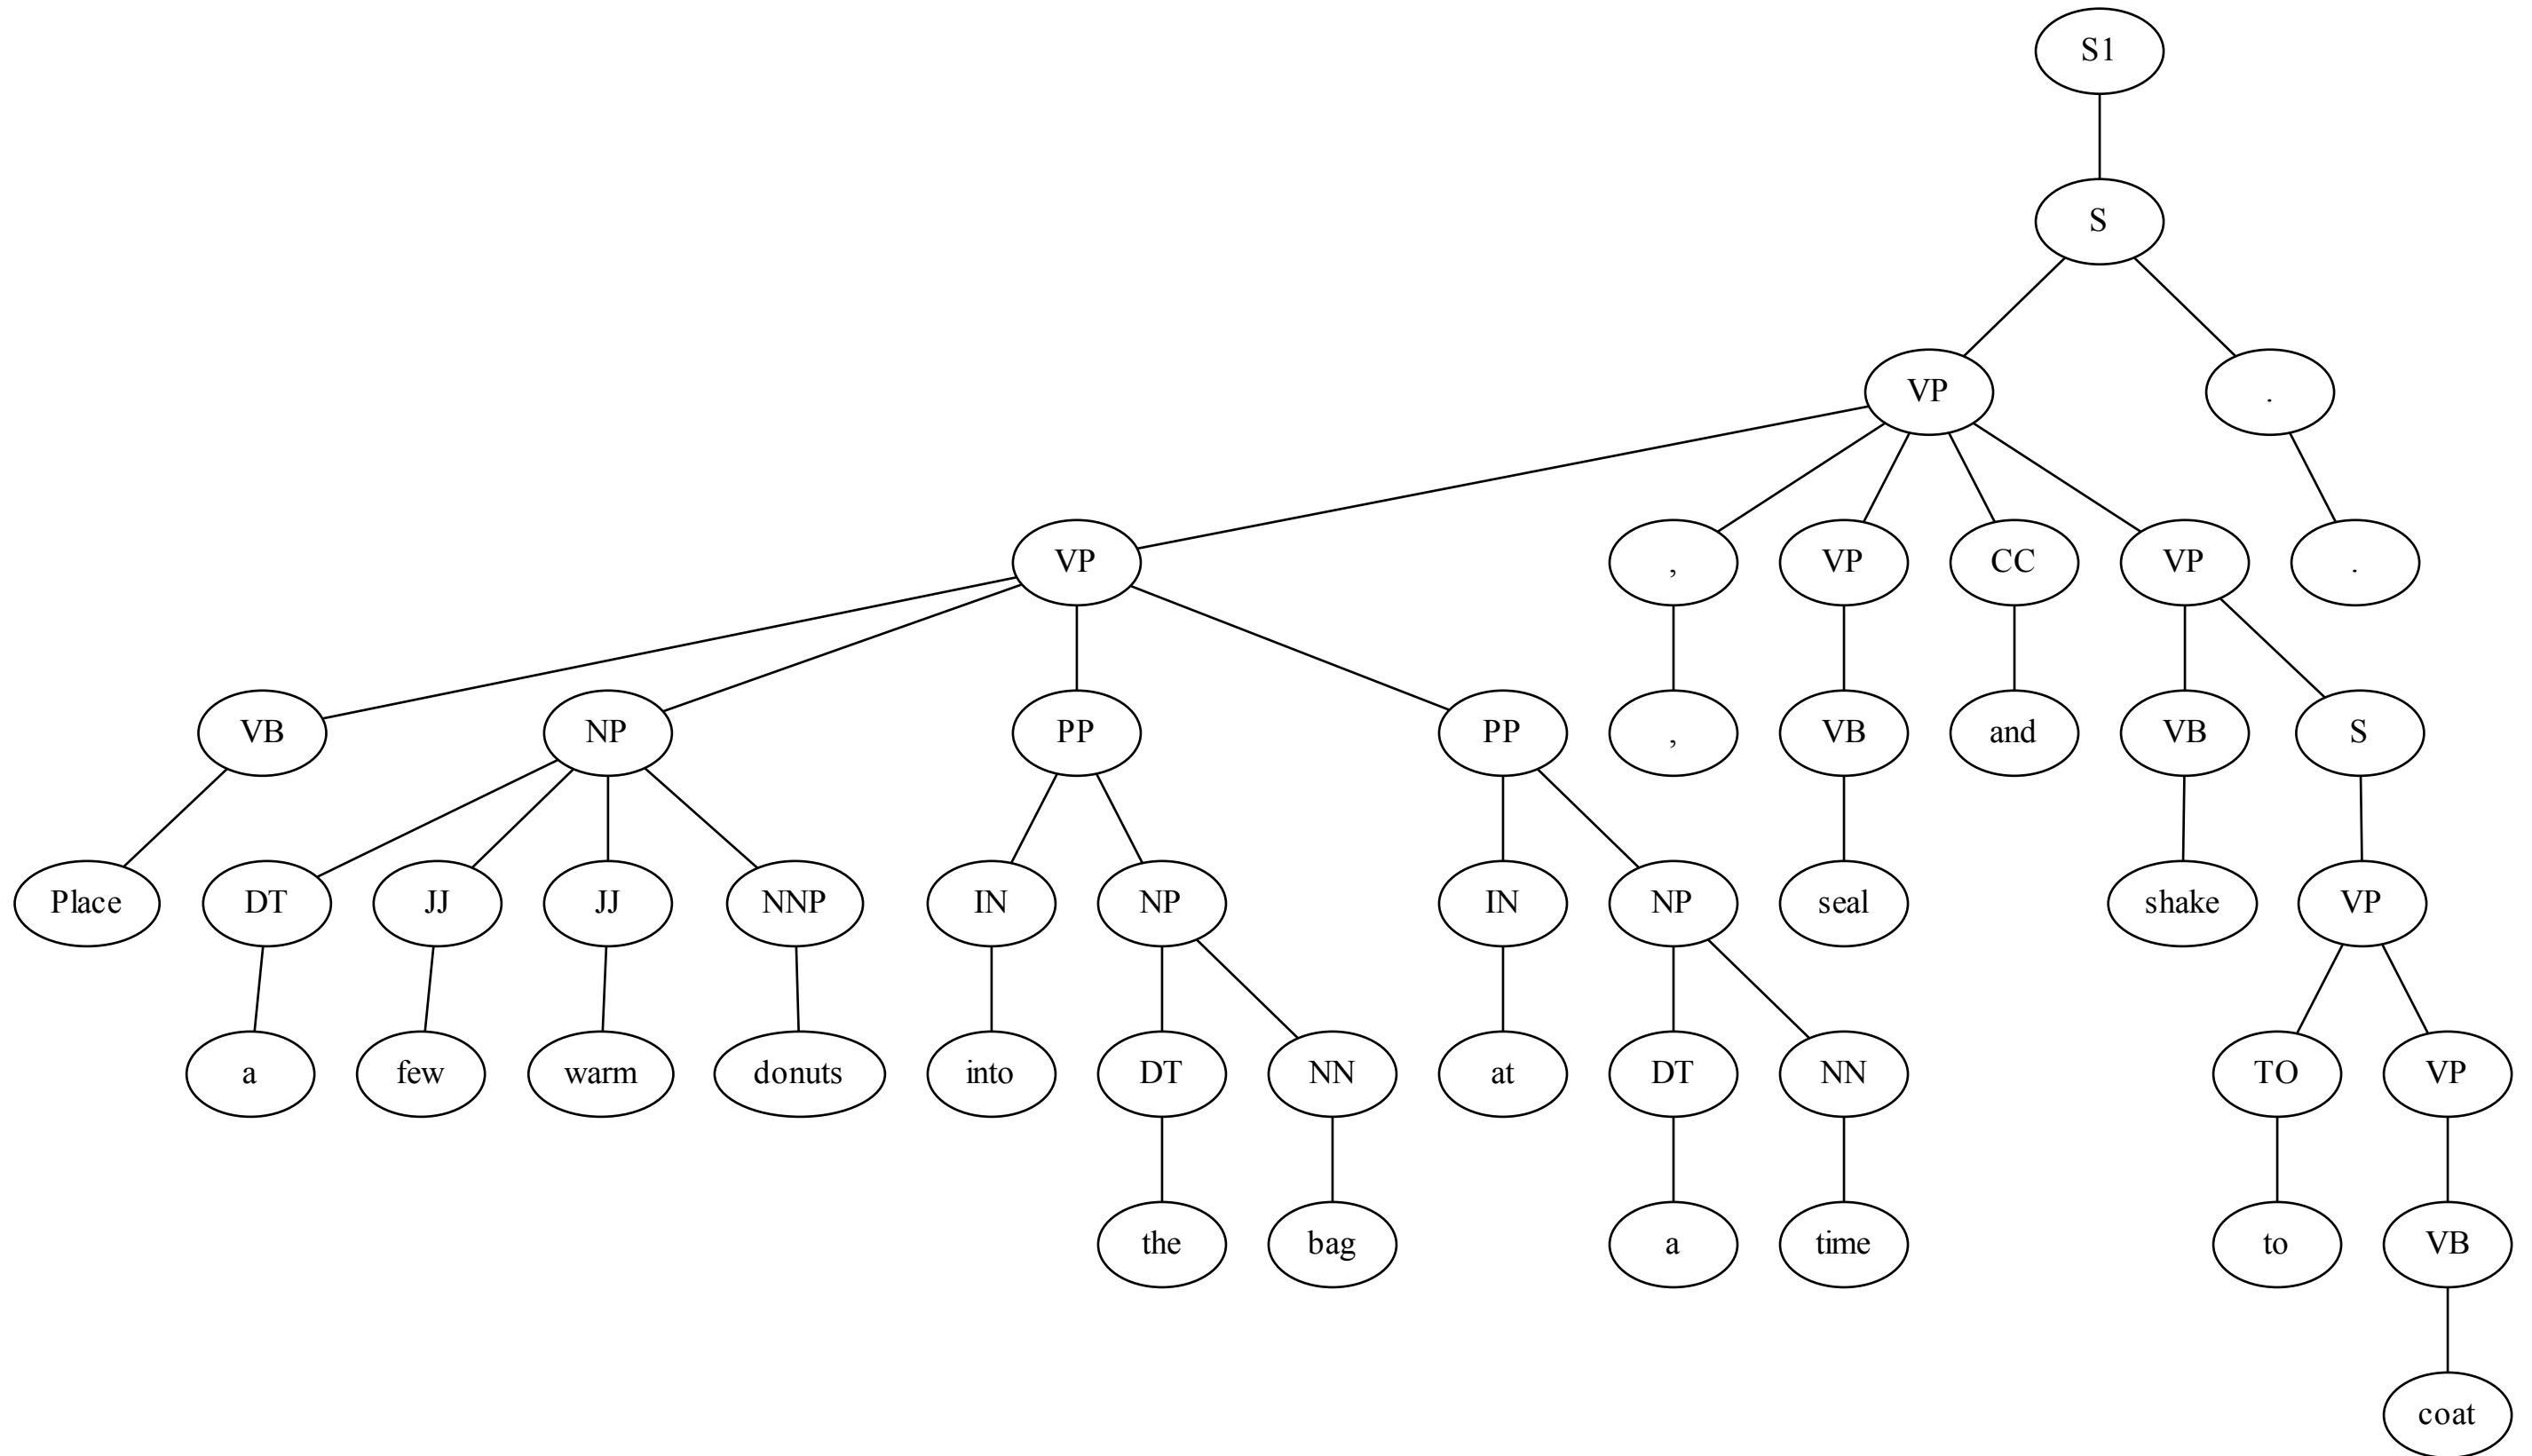 S1
S
VP .
VP , VP CC VP .
VB NP PP PP , VB and VB S
Place DT JJ JJ NNP IN NP IN NP seal shake VP
a few warm donuts into DT NN at DT NN TO VP
the bag a time to VB
coat